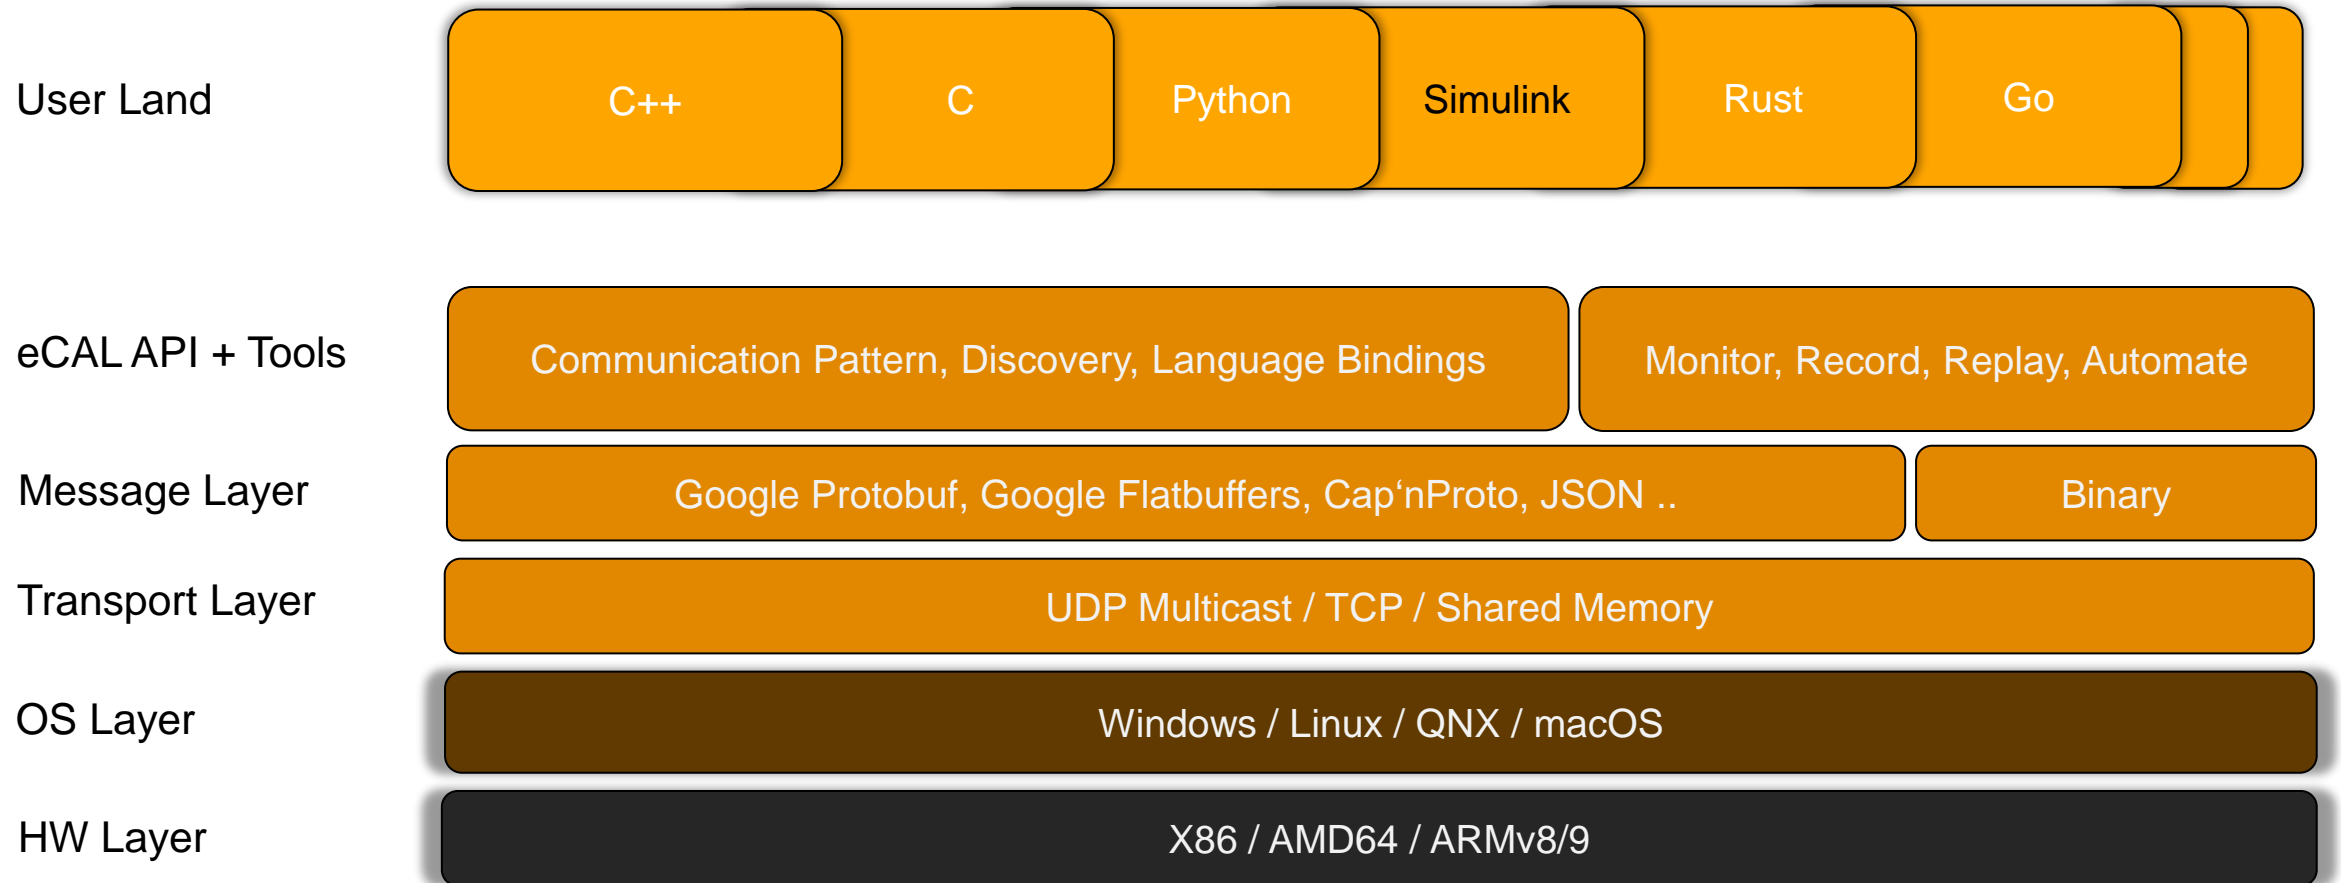 User Land
C++
C
Python
Simulink
Rust
Go
eCAL API + Tools
Communication Pattern, Discovery, Language Bindings
Monitor, Record, Replay, Automate
Message Layer
Google Protobuf, Google Flatbuffers, Cap‘nProto, JSON ..
Binary
Transport Layer
UDP Multicast / TCP / Shared Memory
OS Layer
Windows / Linux / QNX / macOS
HW Layer
X86 / AMD64 / ARMv8/9